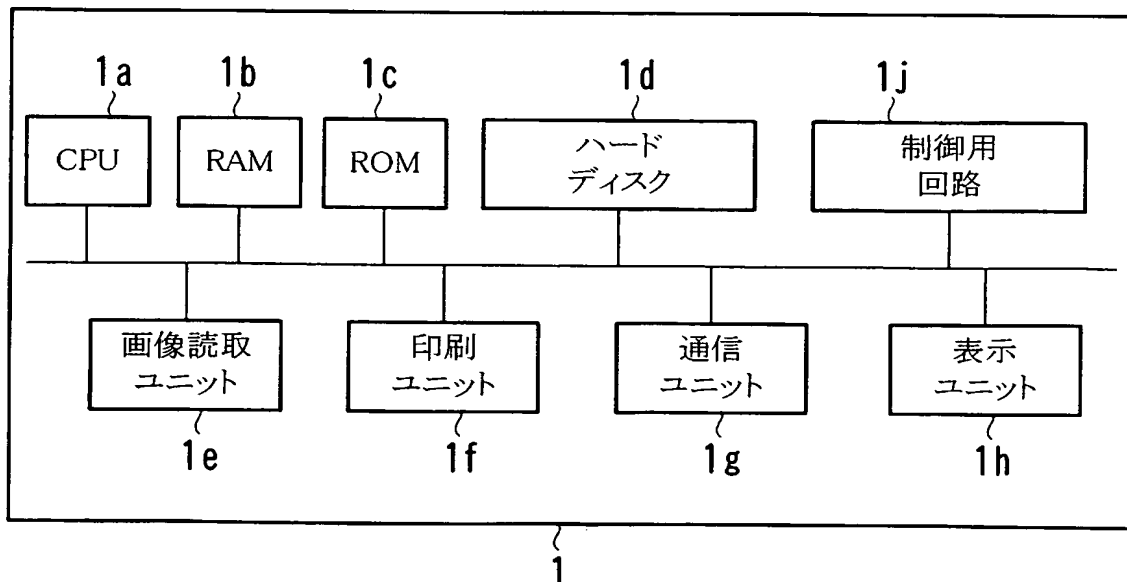 1a 1b 1c 1d 1j
CPU RAM ROM ハード 制御用
ディスク 回路
画像読取 印刷 通信 表示
ユニット ユニット ユニット ユニット
1e 1f 1g 1h
1